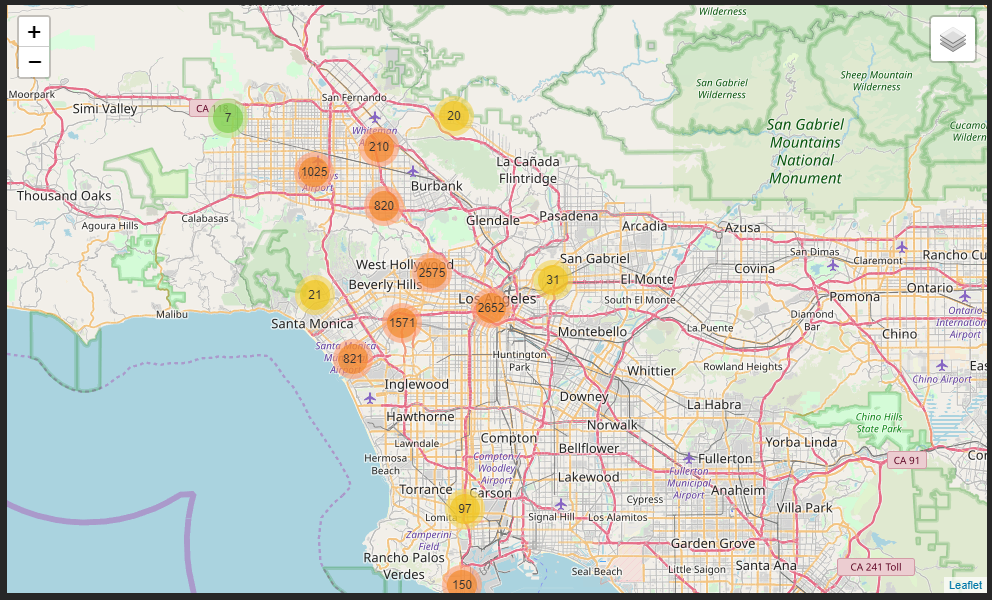 +
−
Wilderness
Moorpark
Simi Valley
CA 118
7
San Fernando
20
Whiteman
210
San Gabriel
Wilderness
Sheep Mountain
Wilderness
San Gabriel
Mountains
National
Monument
Cucamo
Wilder
1025
Airport
Burbank
La Cañada
Flintridge
Thousand Oaks
820
Calabasas
Agoura Hills
Glendale
Pasadena
Arcadia
Azusa
San Dimas
Claremont
Rancho Cu
West Hollywood
2575
Beverly Hills
San Gabriel
31
El Monte
Covina
Ontario
21
Los Angeles
2652
South El Monte
Pomona
Ontario
Internation
Airport
Malibu
Santa Monica
1571
Montebello
La Puente
Diamond
Bar
Chino
Santa Monica
821
Huntington
Park
Whittier
Rowland Heights
Chino Airport
Eas
Inglewood
Downey
La Habra
Hawthorne
Norwalk
Chino Hills
State Park
Lawndale
Compton
Bellflower
Yorba Linda
Hermosa
Beach
Compton/
Woodley
Airport
Fullerton
CA 91
Cor
Lakewood
Fullerton
Municipal
Airport
Torrance
Carson
Cypress
Anaheim
97
Lomita
Signal Hill
Los Alamitos
Villa Park
Zamperini
Field
Garden Grove
Rancho Palos
Verdes
Seal Beach
Little Saigon
Santa Ana
CA 241 Toll
150
Leaflet